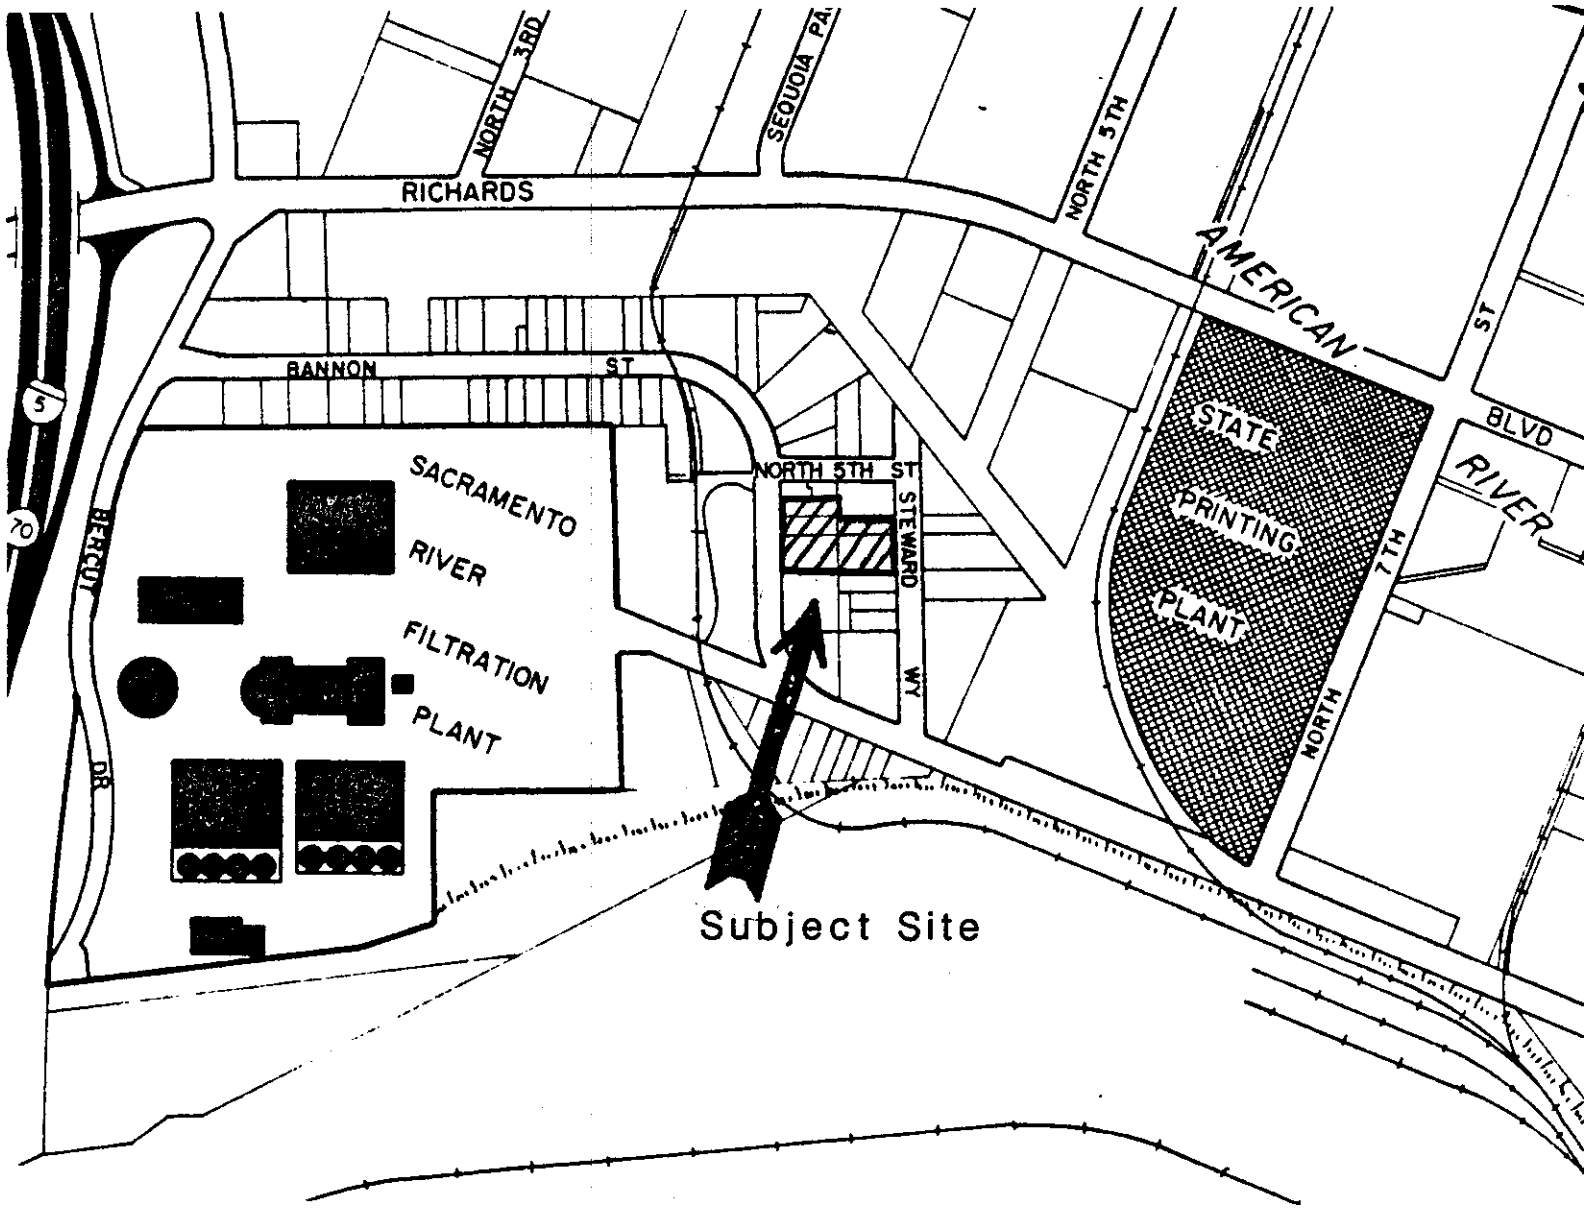 NORTH 3RD
SEQUOIA PA
NORTH 5TH
RICHARDS
AMERICAN
ST
BLVD
BANNON ST
5
STATE
PRINTING
PLANT
RIVER
SACRAMENTO
RIVER
FILTRATION
PLANT
NORTH 5TH ST
STEWARD WY
70
BERCUT DR
NORTH 7TH
Subject Site